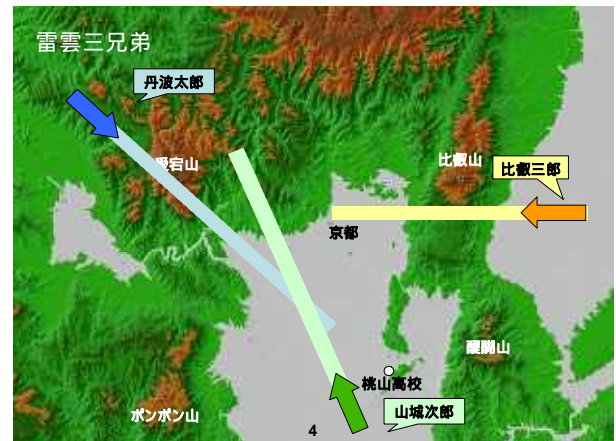 雷雲三兄弟
丹波太郎
愛宕山
比叡山
比叡三郎
京都
醍醐山
桃山高校
ポンポン山
山城次郎
4